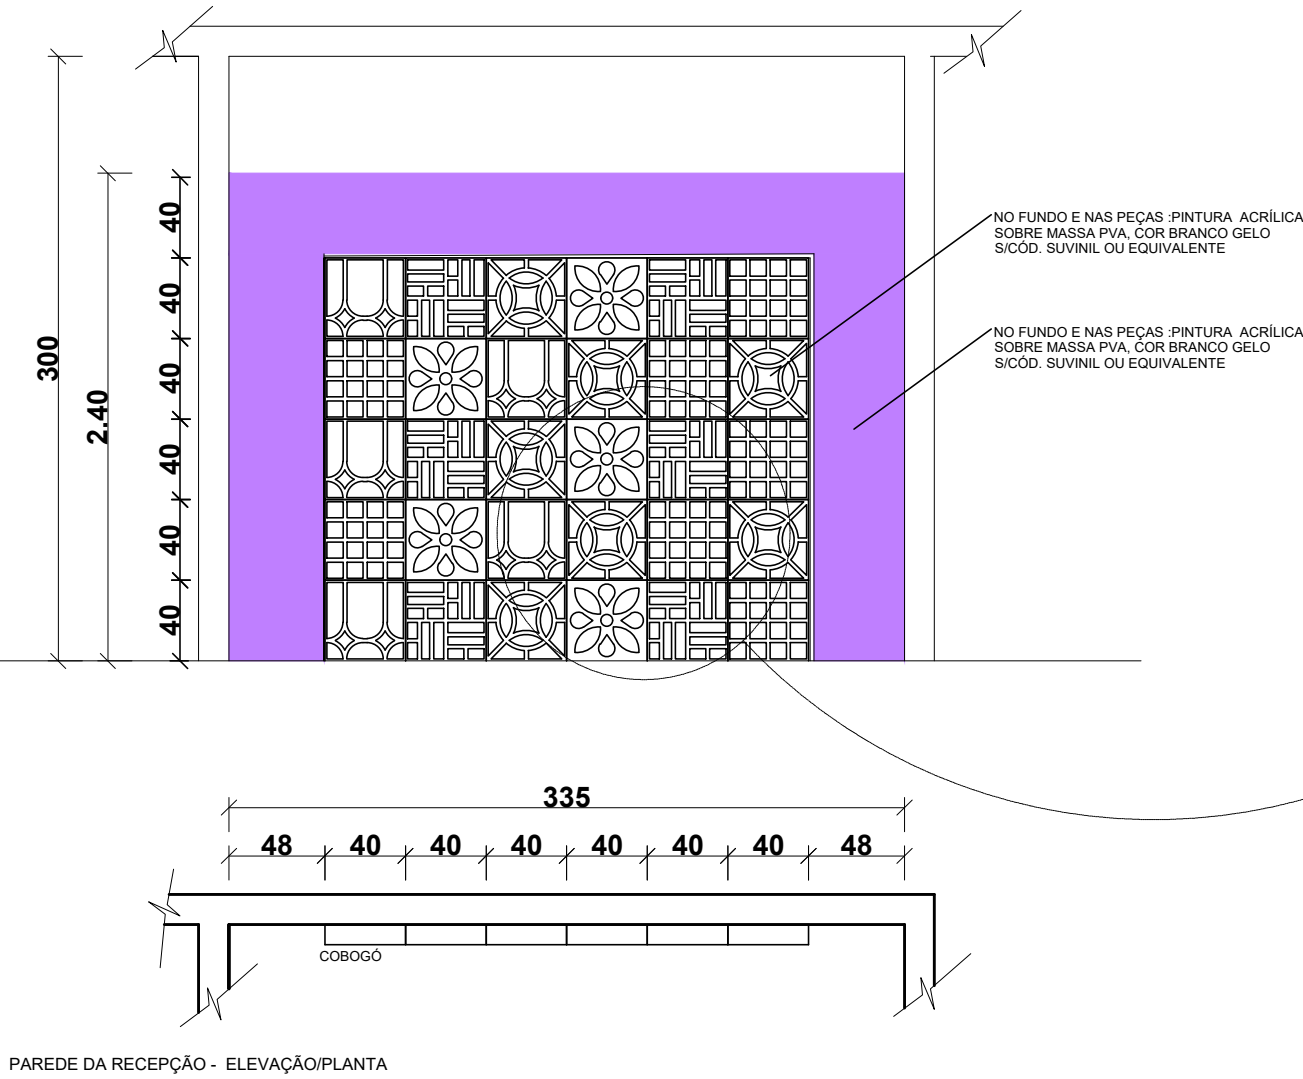 NO FUNDO E NAS PEÇAS :PINTURA ACRÍLICA
SOBRE MASSA PVA, COR BRANCO GELO
S/CÓD. SUVINIL OU EQUIVALENTE
NO FUNDO E NAS PEÇAS :PINTURA ACRÍLICA
SOBRE MASSA PVA, COR BRANCO GELO
S/CÓD. SUVINIL OU EQUIVALENTE
300
2.40
40
40
40
40
40
40
335
48 40 40 40 40 40 40 48
COBOGÓ
PAREDE DA RECEPÇÃO - ELEVAÇÃO/PLANTA